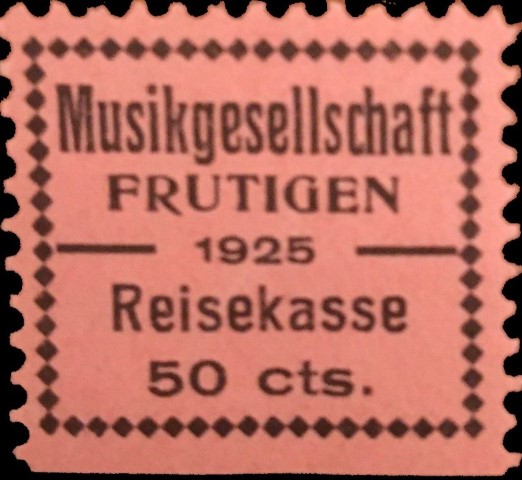 Musikgesellschaft
FRUTIGEN
1925
Reisekasse
50 cts.